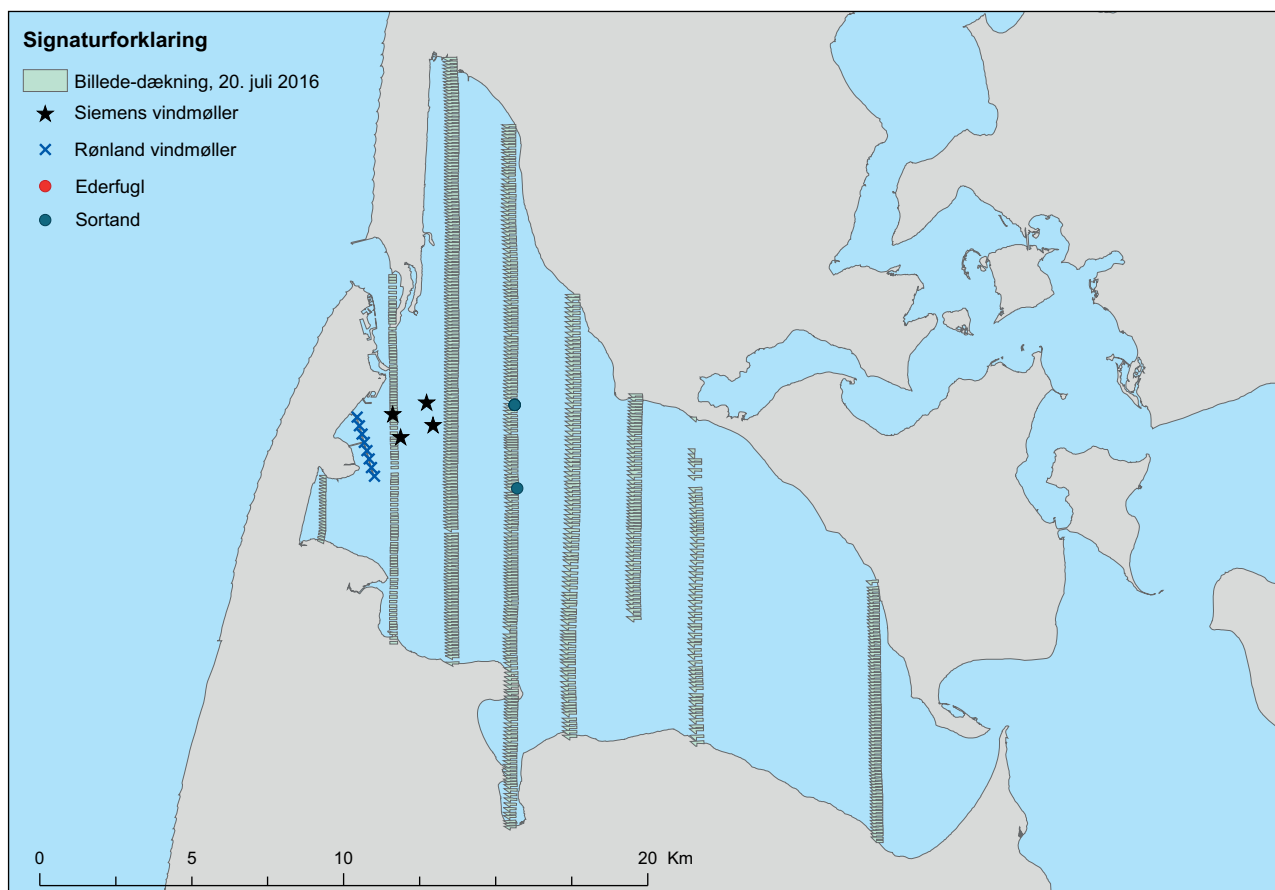 Signaturforklaring
Billede-dækning, 20. juli 2016
Siemens vindmøller
Rønland vindmøller
Ederfugl
Sortand
0 5 10 20 Km